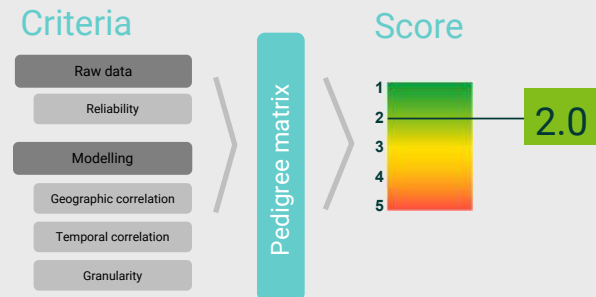 Criteria
Raw data
Reliability
Modelling
Geographic correlation
Temporal correlation
Granularity
Pedigree matrix
Score
1
2
3
4
5
2.0